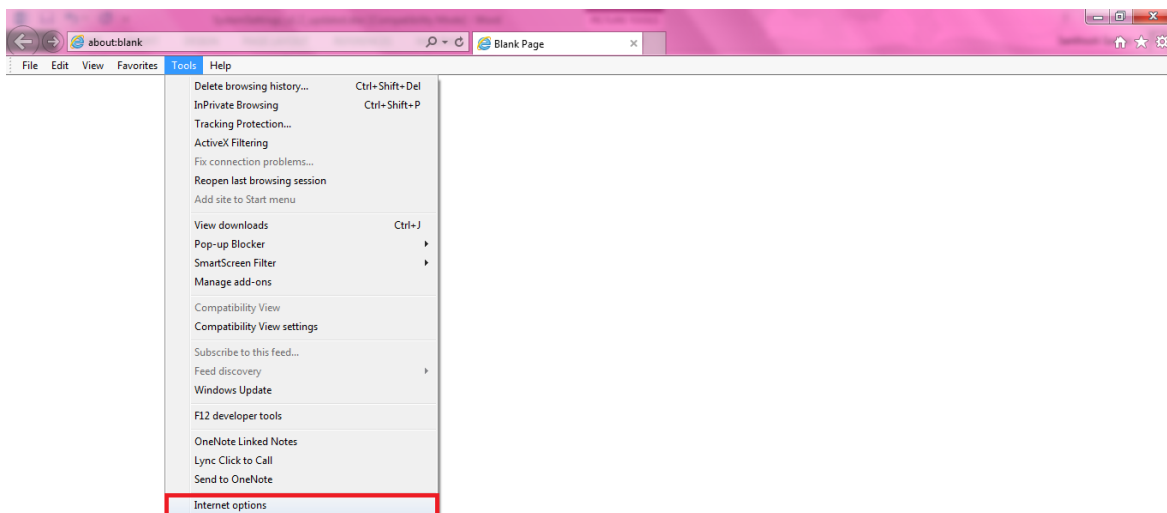 about:blank
Blank Page
File Edit View Favorites Tools Help
Delete browsing history... Ctrl+Shift+Del
InPrivate Browsing Ctrl+Shift+P
Tracking Protection...
ActiveX Filtering
Fix connection problems...
Reopen last browsing session
Add site to Start menu
View downloads Ctrl+J
Pop-up Blocker
SmartScreen Filter
Manage add-ons
Compatibility View
Compatibility View settings
Subscribe to this feed...
Feed discovery
Windows Update
F12 developer tools
OneNote Linked Notes
Lync Click to Call
Send to OneNote
Internet options